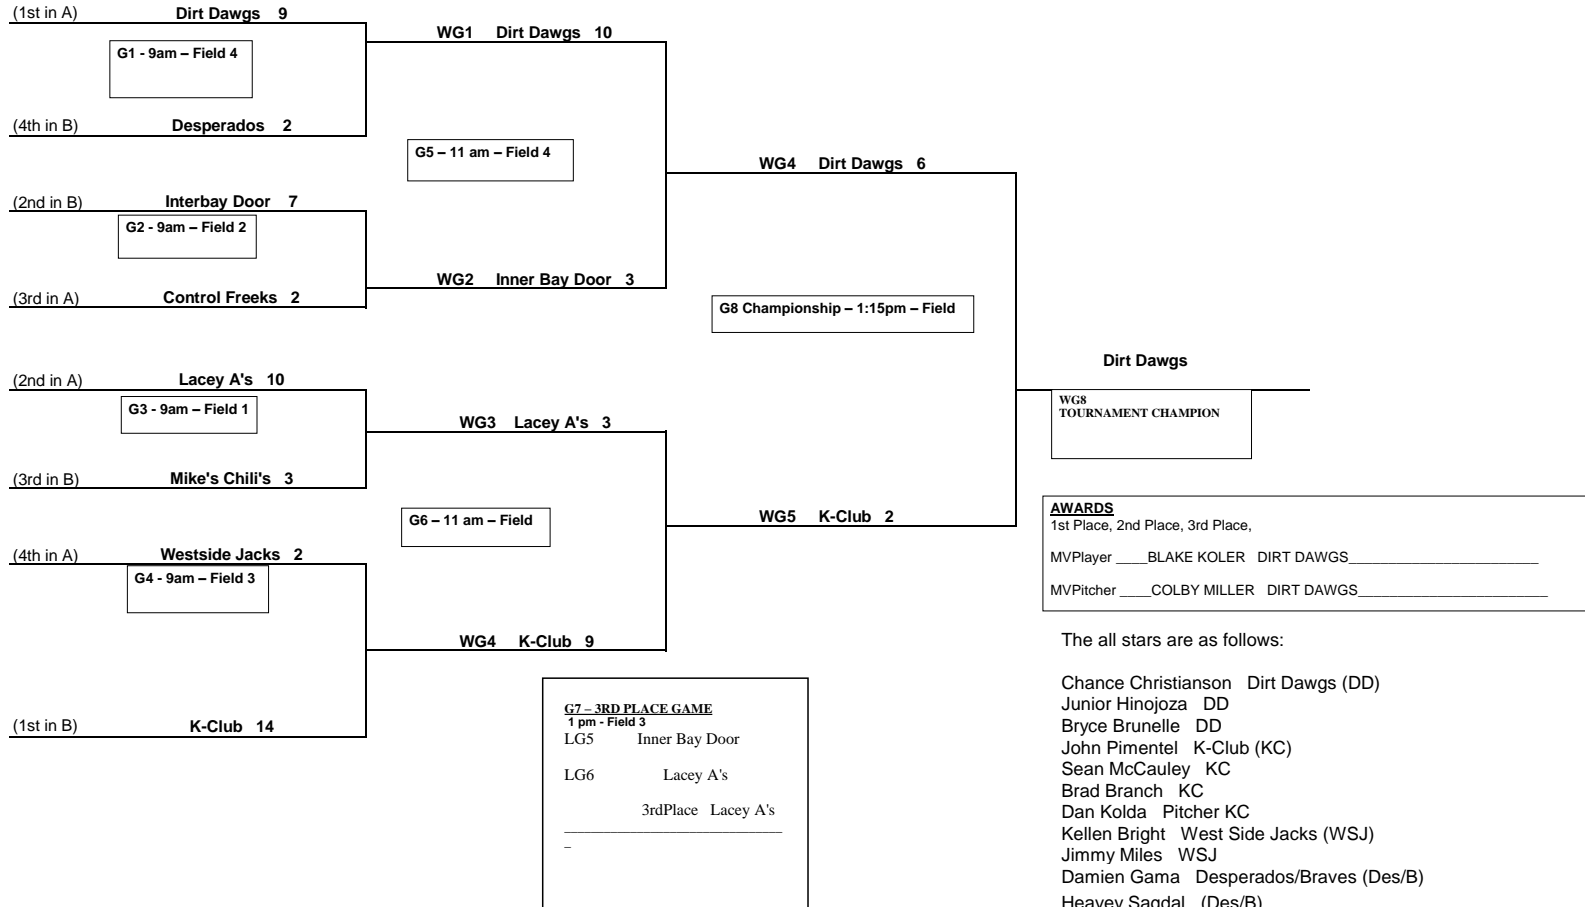 (1st in A) Dirt Dawgs 9
G1 - 9am – Field 4
(4th in B) Desperados 2
(2nd in B) Interbay Door 7
G2 - 9am – Field 2
(3rd in A) Control Freeks 2
(2nd in A) Lacey A's 10
G3 - 9am – Field 1
(3rd in B) Mike's Chili's 3
(4th in A) Westside Jacks 2
G4 - 9am – Field 3
(1st in B) K-Club 14
WG1 Dirt Dawgs 10
G5 – 11 am – Field 4
WG2 Inner Bay Door 3
WG3 Lacey A's 3
G6 – 11 am – Field
WG4 K-Club 9
WG4 Dirt Dawgs 6
G8 Championship – 1:15pm – Field
WG5 K-Club 2
G7 – 3RD PLACE GAME
1 pm - Field 3
LG5 Inner Bay Door
LG6 Lacey A's
3rdPlace Lacey A's
Dirt Dawgs
WG8
TOURNAMENT CHAMPION
AWARDS
1st Place, 2nd Place, 3rd Place,
MVPlayer ____BLAKE KOLER DIRT DAWGS________________________
MVPitcher ____COLBY MILLER DIRT DAWGS________________________
The all stars are as follows:
Chance Christianson Dirt Dawgs (DD)
Junior Hinojoza DD
Bryce Brunelle DD
John Pimentel K-Club (KC)
Sean McCauley KC
Brad Branch KC
Dan Kolda Pitcher KC
Kellen Bright West Side Jacks (WSJ)
Jimmy Miles WSJ
Damien Gama Desperados/Braves (Des/B)
Heavey Sagdal (Des/B)